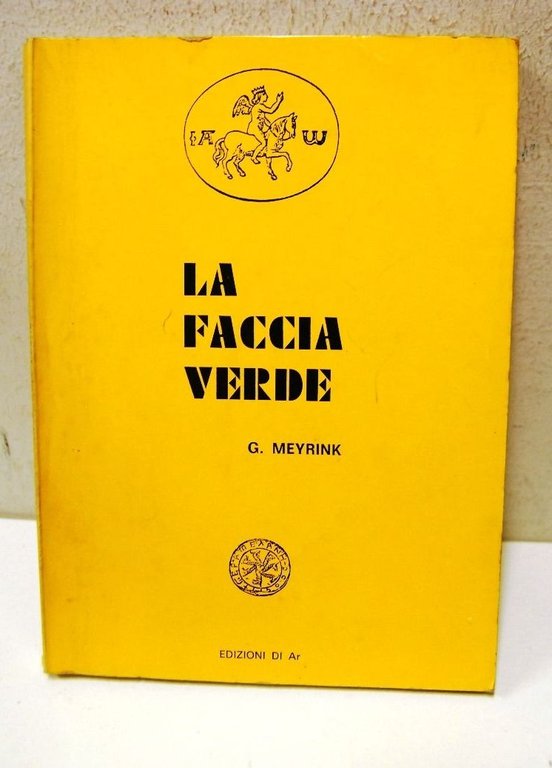 ΙΑ Ѡ
LA
FACCIA
VERDE
G. MEYRINK
EDIZIONI DI Ar